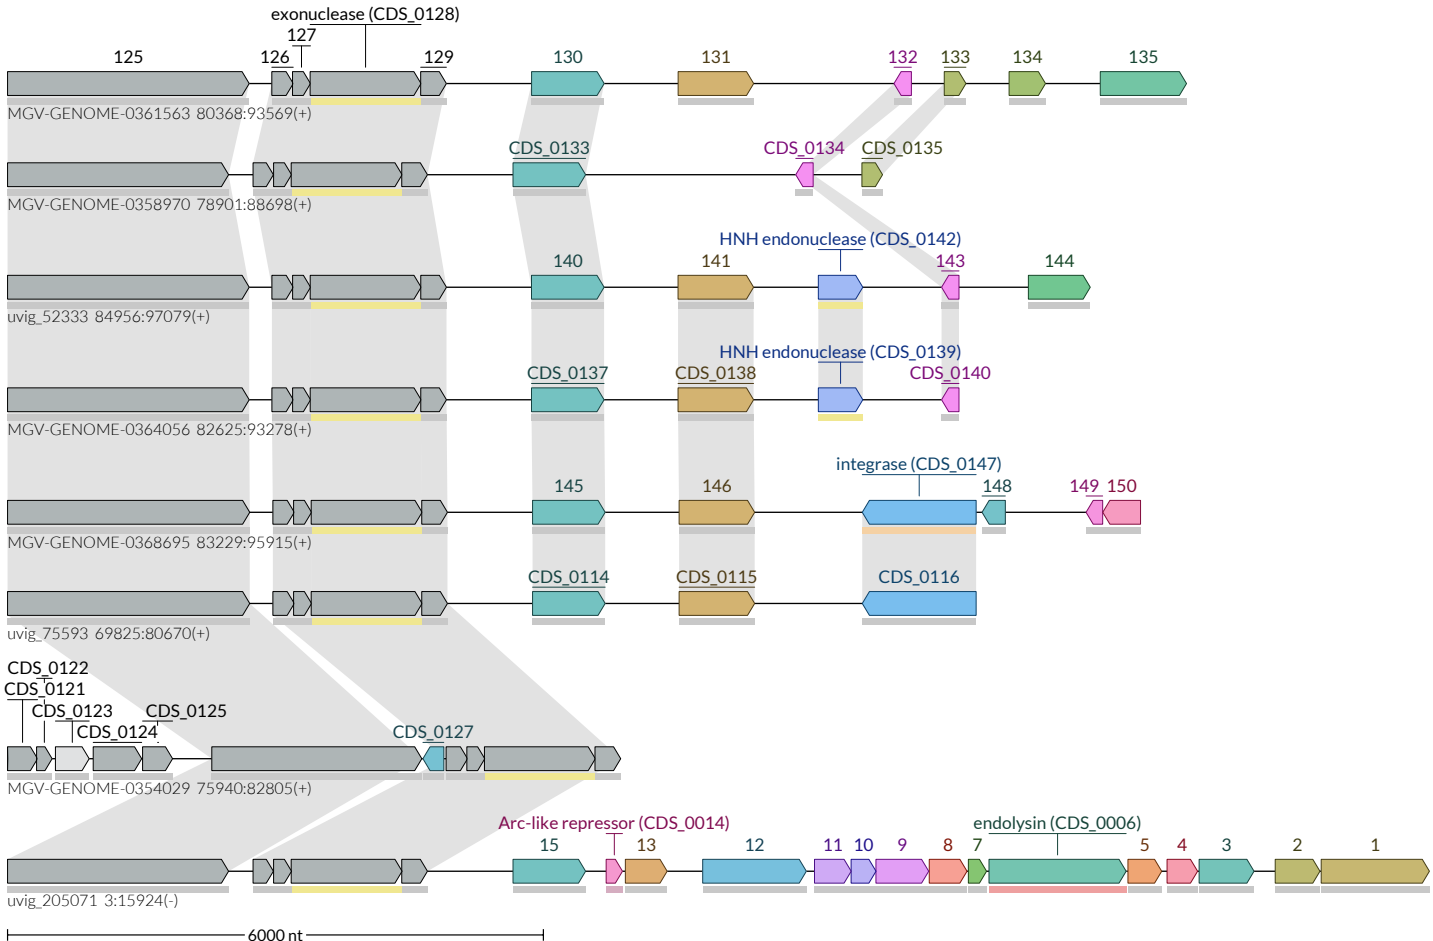 exonuclease (CDS_0128)
125 126 127 129 130 131 132 133 134 135
MGV-GENOME-0361563 80368:93569(+)
CDS_0133 CDS_0134 CDS_0135
MGV-GENOME-0358970 78901:88698(+)
HNH endonuclease (CDS_0142)
140 141 143 144
uvig_52333 84956:97079(+)
HNH endonuclease (CDS_0139)
CDS_0137 CDS_0138 CDS_0140
MGV-GENOME-0364056 82625:93278(+)
integrase (CDS_0147)
145 146 148 149 150
MGV-GENOME-0368695 83229:95915(+)
CDS_0114 CDS_0115 CDS_0116
uvig_75593 69825:80670(+)
CDS_0122
CDS_0121
CDS_0123 CDS_0125
CDS_0124 CDS_0127
MGV-GENOME-0354029 75940:82805(+)
Arc-like repressor (CDS_0014) endolysin (CDS_0006)
15 13 12 11 10 9 8 7 5 4 3 2 1
uvig_205071 3:15924(-)
6000 nt